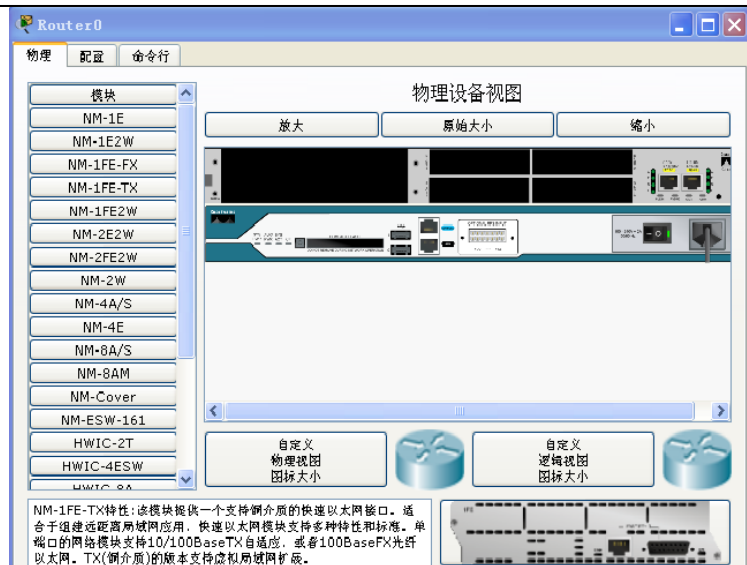 Router0
物理 配置 命令行
模块
物理设备视图
NM-1E
放大 原始大小 缩小
NM-1E2W
NM-1FE-FX
NM-1FE-TX
NM-1FE2W
NM-2E2W
NM-2FE2W
NM-2W
NM-4A/S
NM-4E
NM-8A/S
NM-8AM
NM-Cover
NM-ESW-161
HWIC-2T
HWIC-4ESW
HWIC-8A
自定义
物理视图
图标大小
自定义
逻辑视图
图标大小
NM-1FE-TX特性:该模块提供一个支持铜介质的快速以太网接口. 适
合于组建远距离局域网应用. 快速以太网模块支持多种特性和标准. 单
端口的网络模块支持10/100BaseTX自适应. 或者100BaseFX光纤
以太网. TX(铜介质)的版本支持虚拟局域网扩展.